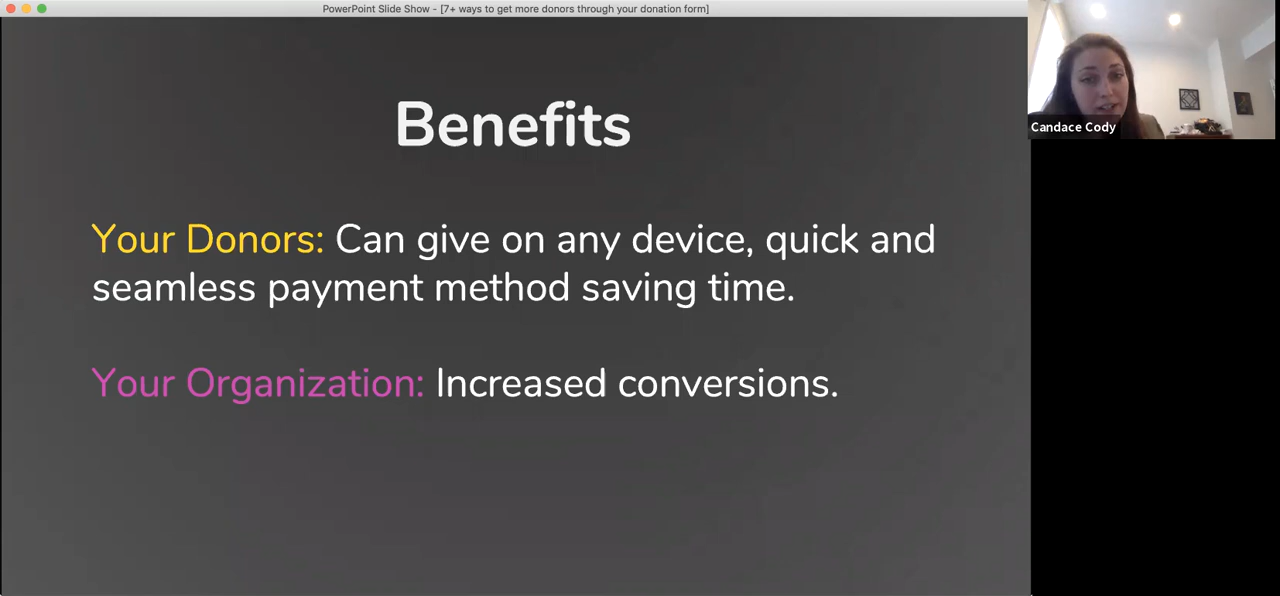 PowerPoint Slide Show - [7+ ways to get more donors through your donation form]
Candace Cody
Benefits
Your Donors: Can give on any device, quick and
seamless payment method saving time.
Your Organization: Increased conversions.